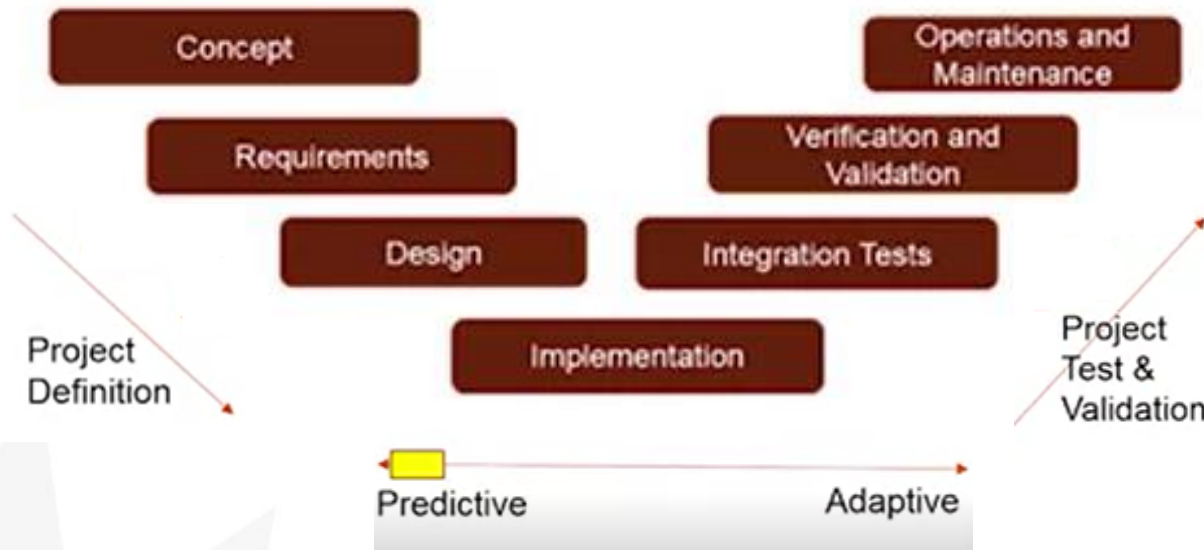 Concept
Operations and
Maintenance
Requirements
Verification and
Validation
Design
Integration Tests
Implementation
Project
Definition
Project
Test &
Validation
Predictive
Adaptive